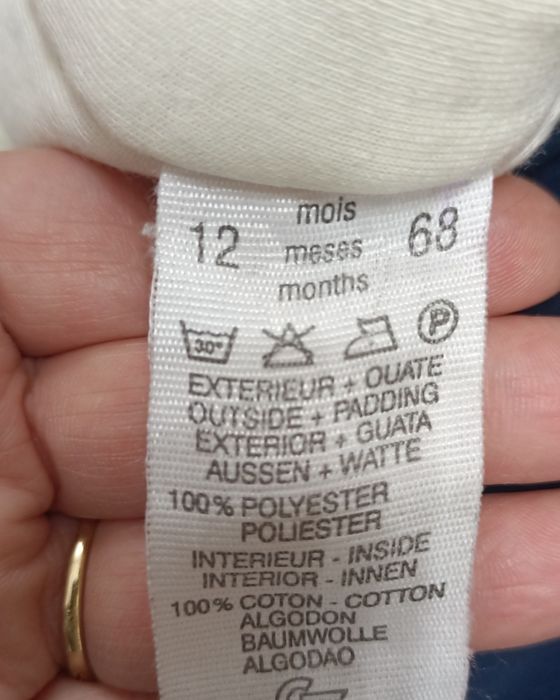 mois
12 meses 68
months
30°
P
EXTERIEUR + OUATE
OUTSIDE + PADDING
EXTERIOR + GUATA
AUSSEN + WATTE
100% POLYESTER
POLIESTER
INTERIEUR - INSIDE
INTERIOR - INNEN
100% COTON - COTTON
ALGODON
BAUMWOLLE
ALGODAO